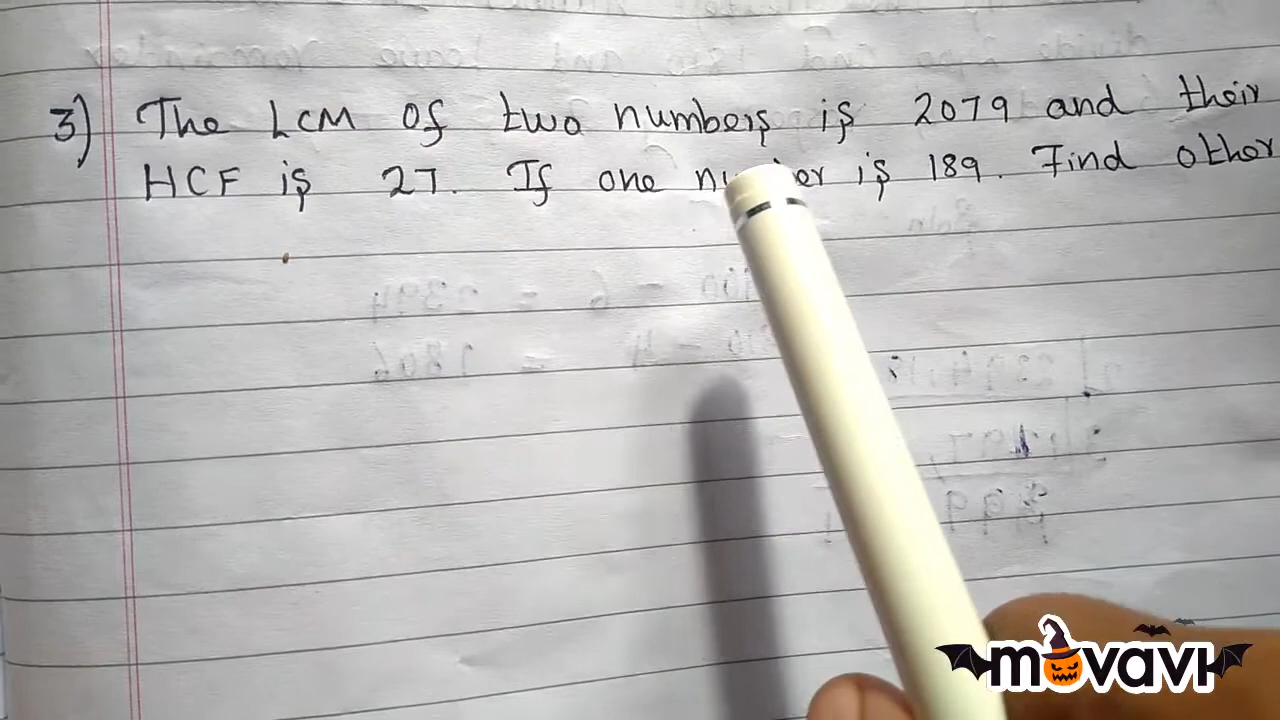 3) The LCM of two numbers is 2079 and their
HCF is 27. If one number is 189. Find other
movavi